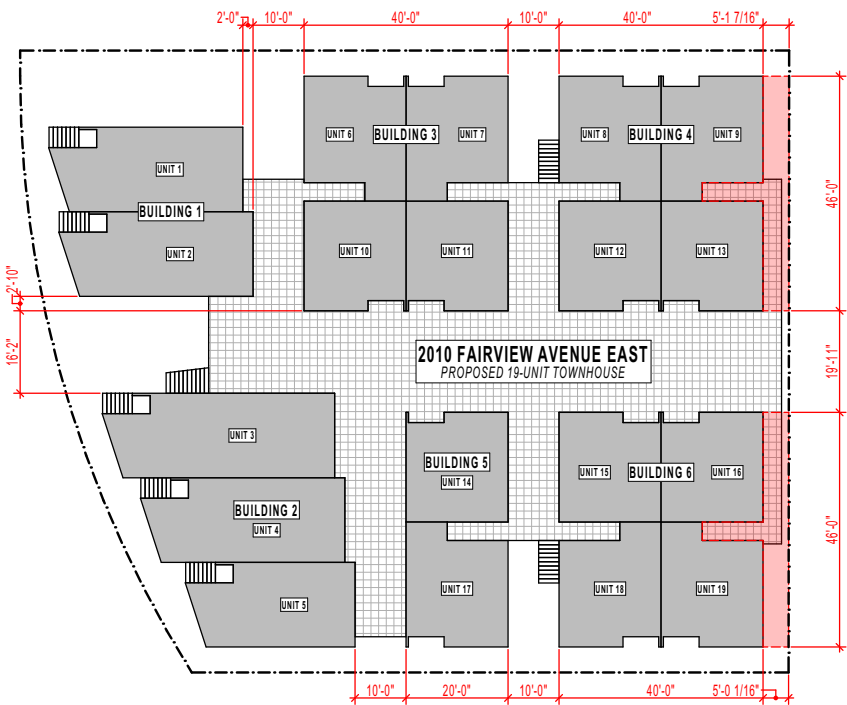 2'-0"
10'-0"
40'-0"
10'-0"
40'-0"
5'-1 7/16"
UNIT 6
BUILDING 3
UNIT 7
UNIT 8
BUILDING 4
UNIT 9
UNIT 1
46'-0"
BUILDING 1
UNIT 2
UNIT 10
UNIT 11
UNIT 12
UNIT 13
2'-10"
16'-2"
2010 FAIRVIEW AVENUE EAST
PROPOSED 19-UNIT TOWNHOUSE
19'-11"
UNIT 3
BUILDING 5
UNIT 14
UNIT 15
BUILDING 6
UNIT 16
BUILDING 2
UNIT 4
46'-0"
UNIT 5
UNIT 17
UNIT 18
UNIT 19
10'-0"
20'-0"
10'-0"
40'-0"
5'-0 1/16"